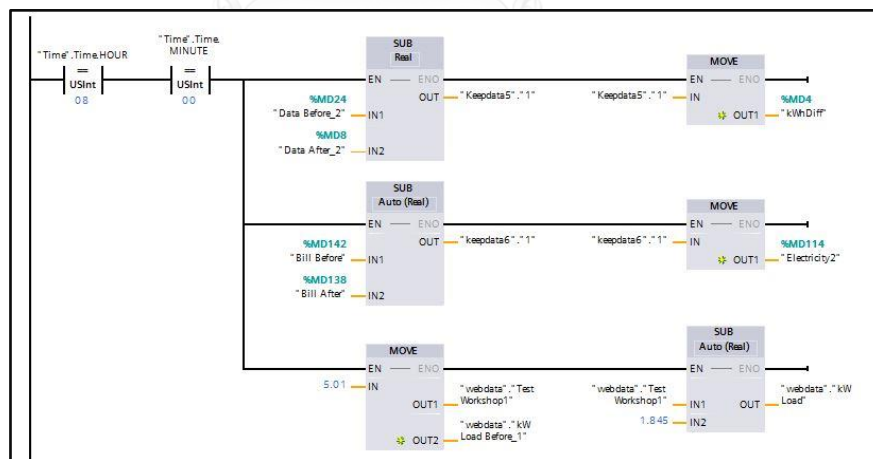 "Time".Time.HOUR
==
USInt
08
"Time".Time.
MINUTE
==
USInt
00
SUB
Real
EN ENO
%MD24
"Data Before_2" IN1
%MD8
"Data After_2" IN2
OUT "Keepdata5"."1"
MOVE
EN ENO
"Keepdata5"."1" IN
%MD4
OUT1 "kWhDiff"
SUB
Auto (Real)
EN ENO
%MD142
"Bill Before" IN1
%MD138
"Bill After" IN2
OUT "keepdata6"."1"
MOVE
EN ENO
"keepdata6"."1" IN
%MD114
OUT1 "Electricity2"
MOVE
EN ENO
5.01 IN
OUT1 "webdata"."Test
Workshop1"
OUT2 "webdata"."kW
Load Before_1"
SUB
Auto (Real)
EN ENO
"webdata"."Test
Workshop1" IN1
1.845 IN2
OUT "webdata"."kW
Load"